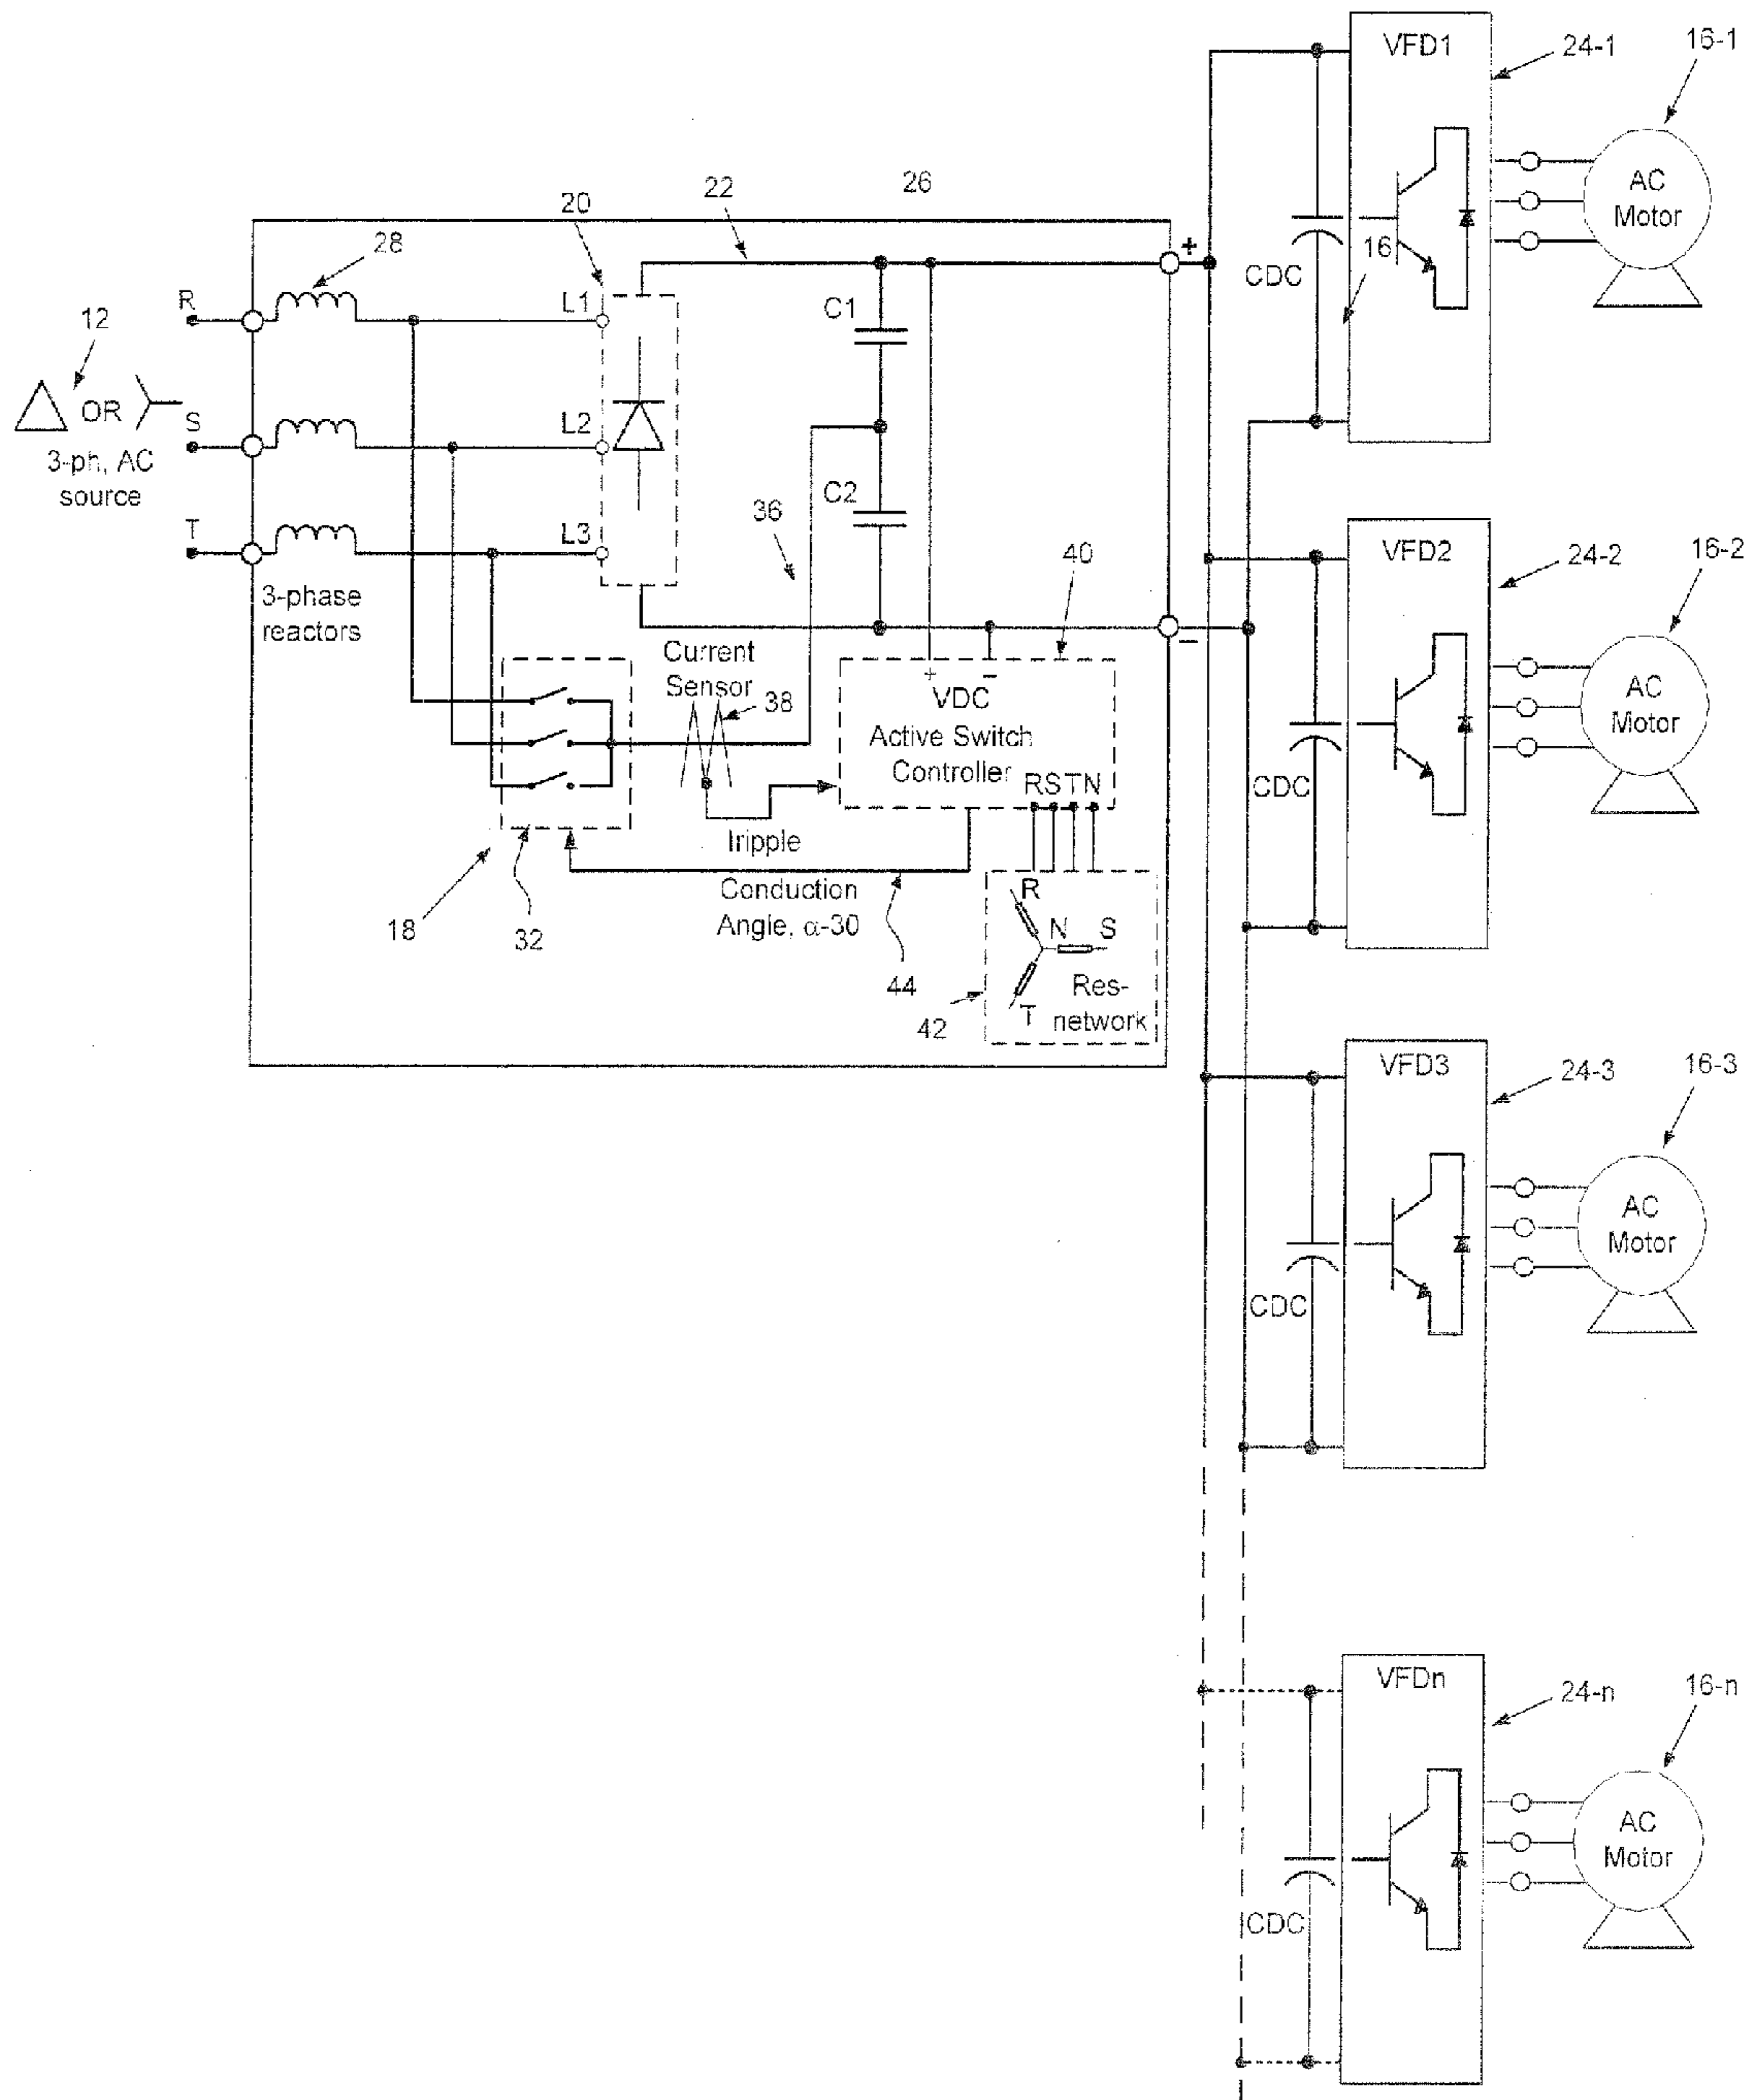 VFD1
24-1
16-1
AC
Motor
CDC
16
20
22
26
28
R
12
OR
S
3-ph, AC
source
T
L1
L2
L3
C1
C2
+
–
3-phase
reactors
36
40
Current
Sensor
38
+
–
VDC
Active Switch
Controller
RSTN
Iripple
Conduction
Angle, α-30
18
32
44
42
R
N
S
T
Res-
network
VFD2
24-2
16-2
AC
Motor
CDC
VFD3
24-3
16-3
AC
Motor
CDC
VFDn
24-n
16-n
AC
Motor
CDC